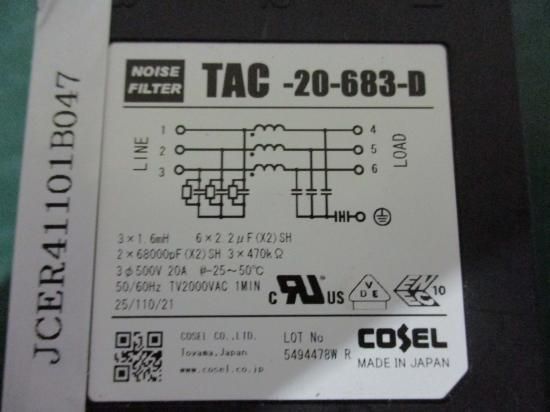 NOISE
FILTER
TAC -20-683-D
LINE
1
2
3
4
5
6
LOAD
3×1.6mH 6×2.2μF(X2)SH
2×68000pF(X2)SH 3×470kΩ
3φ500V 20A #-25~50℃
50/60Hz TV2000VAC 1MIN
25/110/21
C US
VDE
ENEC
10
COSEL CO.,LTD.
Toyama,Japan
www.cosel.co.jp
LOT No
5494478W R
COSEL
MADE IN JAPAN
JCER41101B047